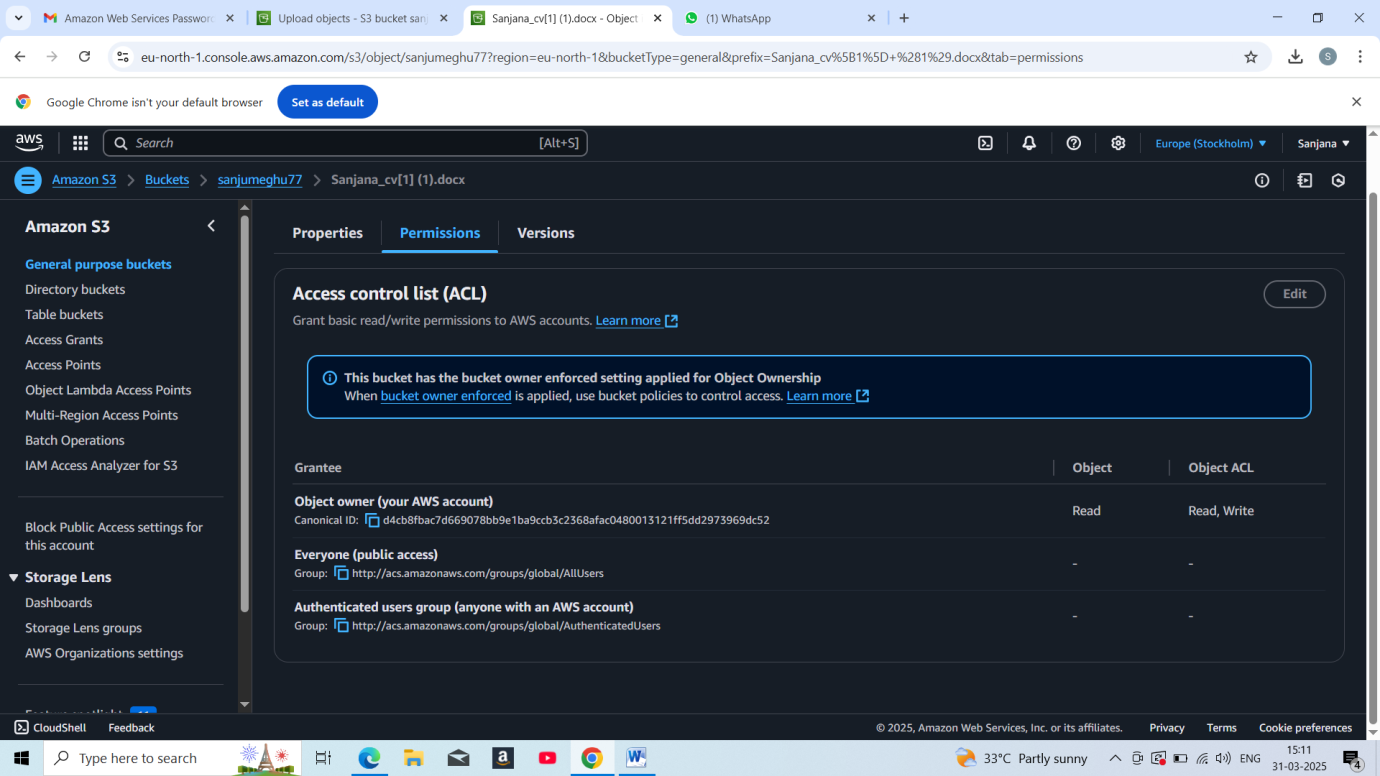 Amazon Web Services Password
Upload objects - S3 bucket sanj
Sanjana_cv[1] (1).docx - Object
(1) WhatsApp
eu-north-1.console.aws.amazon.com/s3/object/sanjumeghu77?region=eu-north-1&bucketType=general&prefix=Sanjana_cv%5B1%5D+%281%29.docx&tab=permissions
S
Google Chrome isn't your default browser
Set as default
aws
Search
[Alt+S]
Europe (Stockholm)
Sanjana
Amazon S3 > Buckets > sanjumeghu77 > Sanjana_cv[1] (1).docx
Amazon S3
General purpose buckets
Directory buckets
Table buckets
Access Grants
Access Points
Object Lambda Access Points
Multi-Region Access Points
Batch Operations
IAM Access Analyzer for S3
Block Public Access settings for
this account
Storage Lens
Dashboards
Storage Lens groups
AWS Organizations settings
Properties
Permissions
Versions
Access control list (ACL)
Edit
Grant basic read/write permissions to AWS accounts. Learn more
This bucket has the bucket owner enforced setting applied for Object Ownership
When bucket owner enforced is applied, use bucket policies to control access. Learn more
Grantee
Object
Object ACL
Object owner (your AWS account)
Canonical ID: d4cb8fbac7d669078bb9e1ba9ccb3c2368afac0480013121ff5dd2973969dc52
Read
Read, Write
Everyone (public access)
Group: http://acs.amazonaws.com/groups/global/AllUsers
-
-
Authenticated users group (anyone with an AWS account)
Group: http://acs.amazonaws.com/groups/global/AuthenticatedUsers
-
-
CloudShell
Feedback
© 2025, Amazon Web Services, Inc. or its affiliates.
Privacy
Terms
Cookie preferences
Type here to search
33°C Partly sunny
ENG
15:11
31-03-2025
4